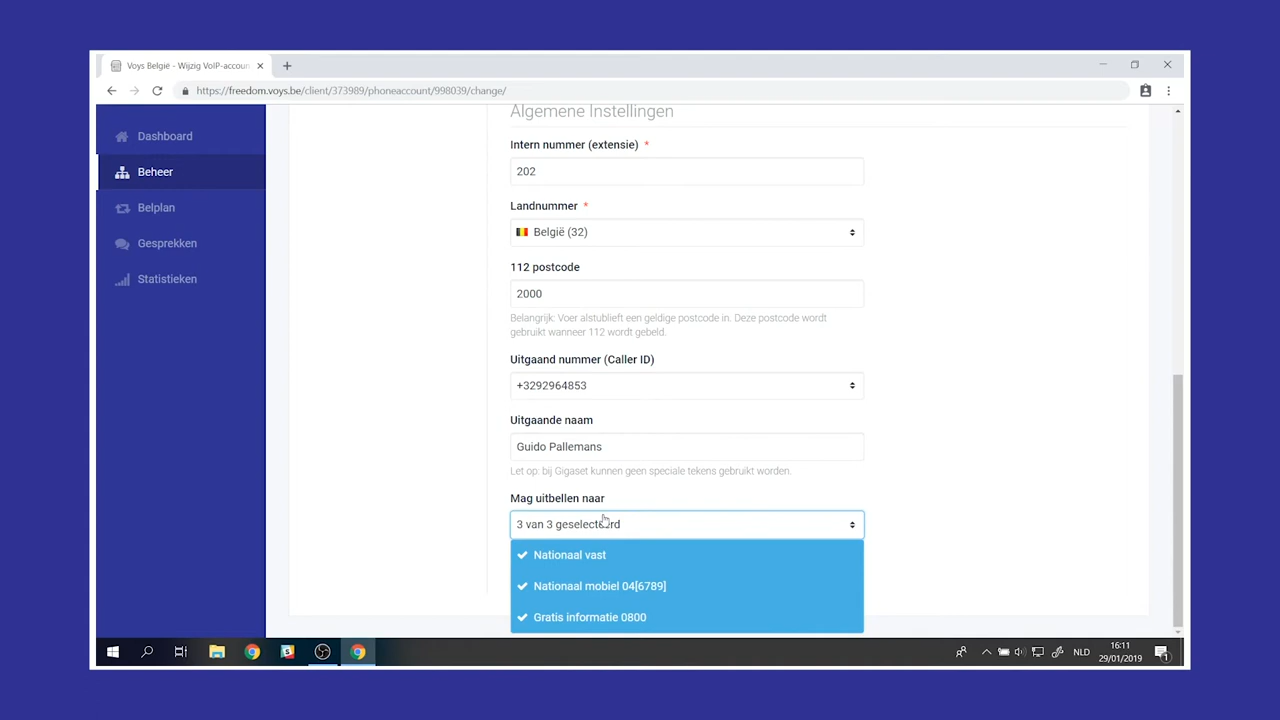 Voys België - Wijzig VoIP-accoun
https://freedom.voys.be/client/373989/phoneaccount/998039/change/
Dashboard
Beheer
Belplan
Gesprekken
Statistieken
Algemene Instellingen
Intern nummer (extensie) *
202
Landnummer *
België (32)
112 postcode
2000
Belangrijk: Voer alstublieft een geldige postcode in. Deze postcode wordt
gebruikt wanneer 112 wordt gebeld.
Uitgaand nummer (Caller ID)
+3292964853
Uitgaande naam
Guido Pallemans
Let op: bij Gigaset kunnen geen speciale tekens gebruikt worden.
Mag uitbellen naar
3 van 3 geselecteerd
Nationaal vast
Nationaal mobiel 04[6789]
Gratis informatie 0800
NLD
16:11
29/01/2019
1